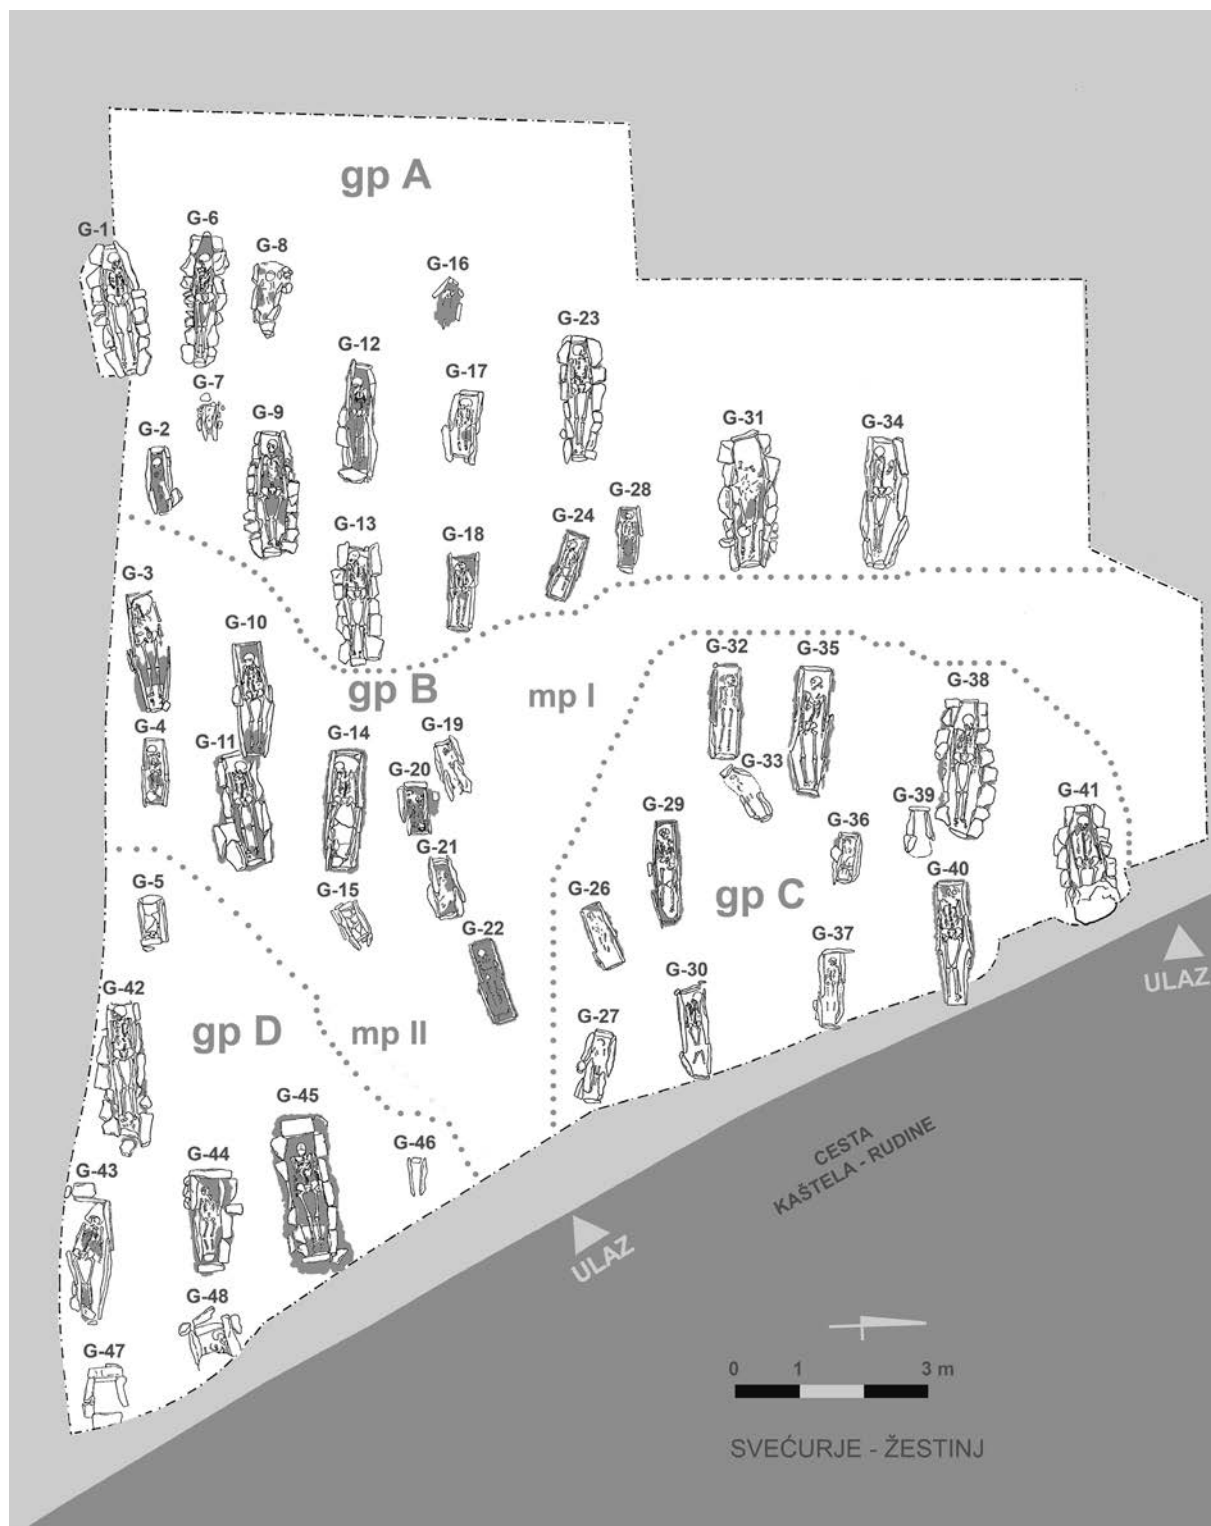 gp A
G-1
G-6
G-8
G-16
G-23
G-12
G-17
G-7
G-9
G-2
G-31
G-34
G-28
G-24
G-13
G-18
G-3
G-10
G-32
G-35
gp B
mp I
G-38
G-4
G-11
G-14
G-19
G-20
G-33
G-29
G-39
G-41
G-36
G-21
G-5
G-15
G-26
gp C
G-40
G-22
G-37
G-42
G-30
ULAZ
gp D
mp II
G-27
G-45
G-46
G-43
G-44
CESTA
KAŠTELA - RUDINE
ULAZ
G-48
G-47
0 1 3 m
SVEĆURJE - ŽESTINJ